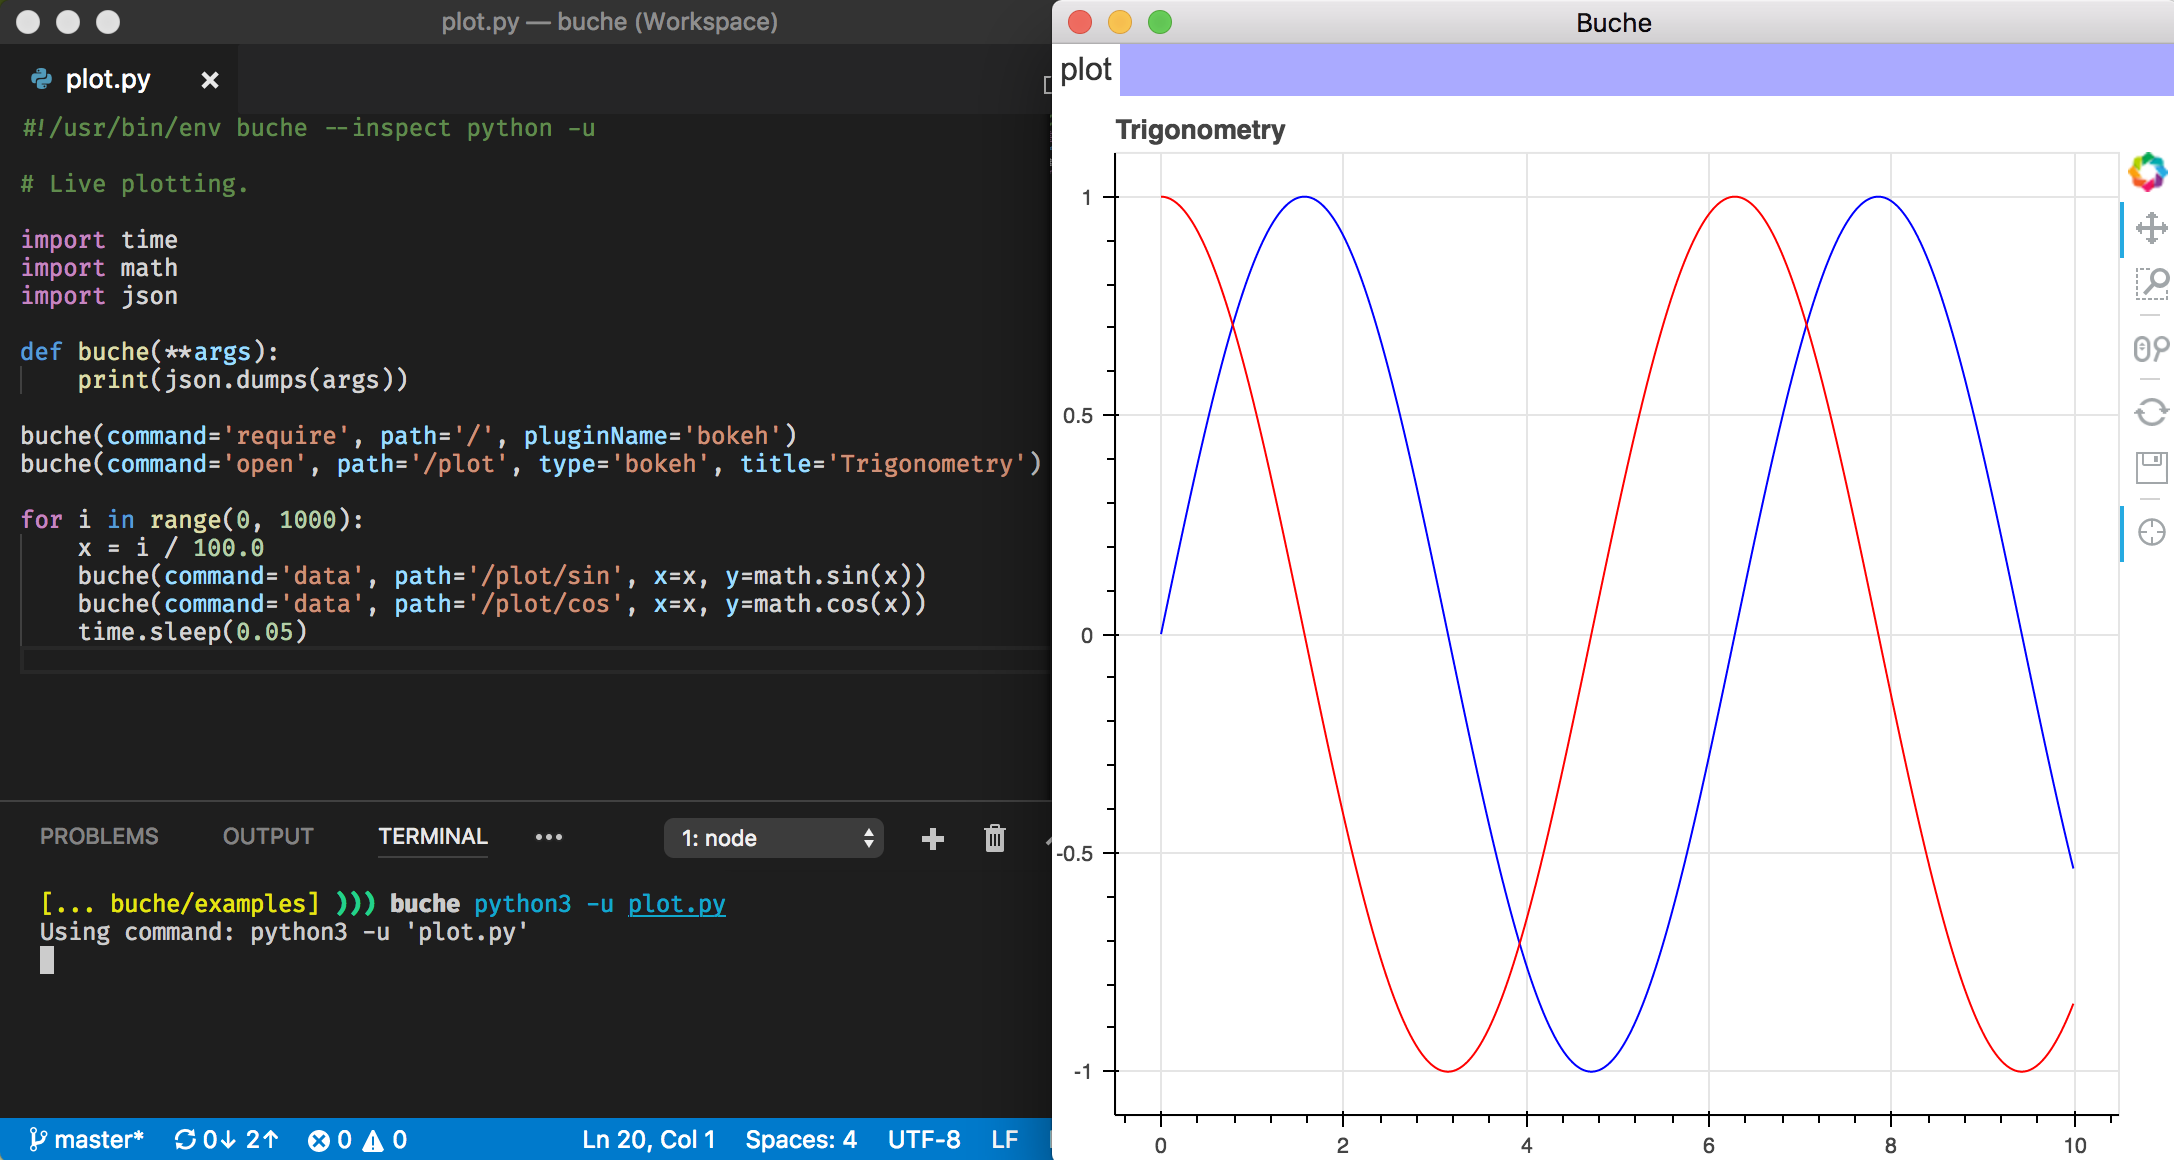 plot.py — buche (Workspace)
plot.py
#!/usr/bin/env buche --inspect python -u
# Live plotting.
import time
import math
import json
def buche(**args):
    print(json.dumps(args))
buche(command='require', path='/', pluginName='bokeh')
buche(command='open', path='/plot', type='bokeh', title='Trigonometry')
for i in range(0, 1000):
    x = i / 100.0
    buche(command='data', path='/plot/sin', x=x, y=math.sin(x))
    buche(command='data', path='/plot/cos', x=x, y=math.cos(x))
    time.sleep(0.05)
PROBLEMS OUTPUT TERMINAL ••• 1: node
[... buche/examples] ))) buche python3 -u plot.py
Using command: python3 -u 'plot.py'
master* 0↓ 2↑ 0 0 Ln 20, Col 1 Spaces: 4 UTF-8 LF
Buche
plot
Trigonometry
1
0.5
0
-0.5
-1
0 2 4 6 8 10